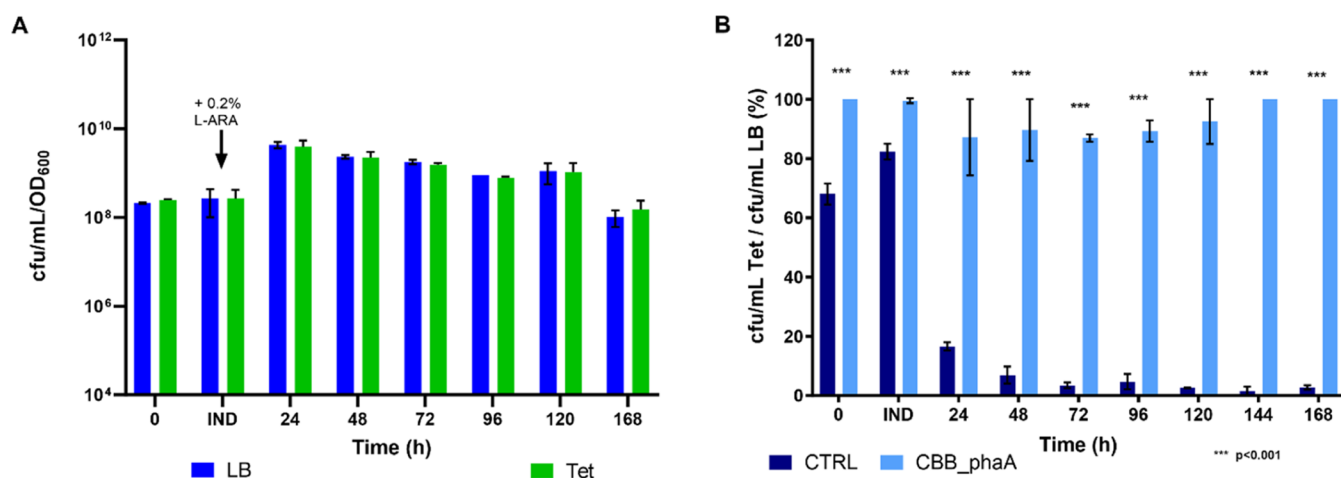 A
cfu/mL/OD600
10¹²
10¹⁰
10⁸
10⁶
10⁴
+ 0.2%
L-ARA
0 IND 24 48 72 96 120 168
Time (h)
LB Tet
B
cfu/mL Tet / cfu/mL LB (%)
120
100
80
60
40
20
0
*** *** *** *** *** *** *** *** ***
0 IND 24 48 72 96 120 144 168
Time (h)
CTRL CBB_phaA
*** p<0.001